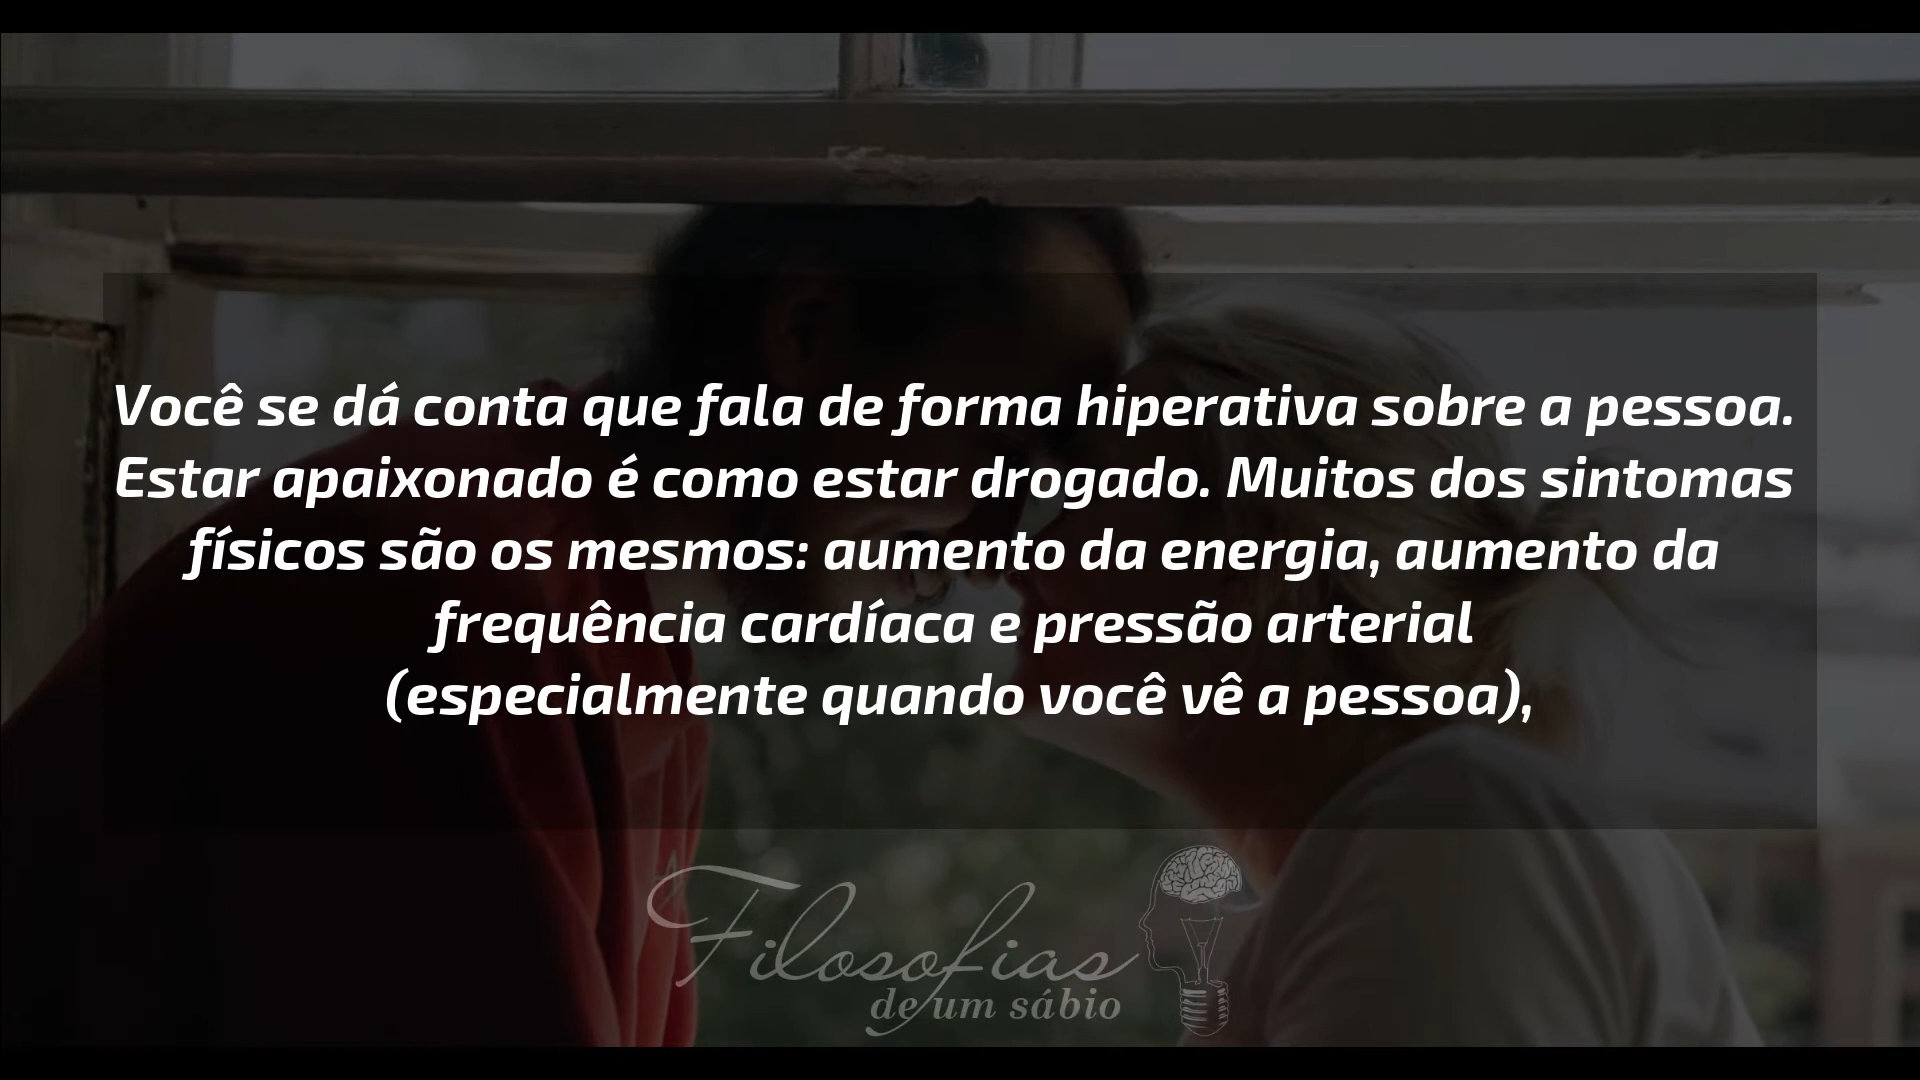 Você se dá conta que fala de forma hiperativa sobre a pessoa.
Estar apaixonado é como estar drogado. Muitos dos sintomas
físicos são os mesmos: aumento da energia, aumento da
frequência cardíaca e pressão arterial
(especialmente quando você vê a pessoa),
Filosofias
de um sábio